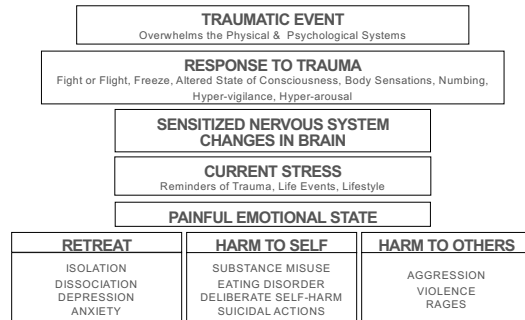 TRAUMATIC EVENT
Overwhelms the Physical & Psychological Systems
RESPONSE TO TRAUMA
Fight or Flight, Freeze, Altered State of Consciousness, Body Sensations, Numbing,
Hyper-vigilance, Hyper-arousal
SENSITIZED NERVOUS SYSTEM
CHANGES IN BRAIN
CURRENT STRESS
Reminders of Trauma, Life Events, Lifestyle
PAINFUL EMOTIONAL STATE
RETREAT
ISOLATION
DISSOCIATION
DEPRESSION
ANXIETY
HARM TO SELF
SUBSTANCE MISUSE
EATING DISORDER
DELIBERATE SELF-HARM
SUICIDAL ACTIONS
HARM TO OTHERS
AGGRESSION
VIOLENCE
RAGES